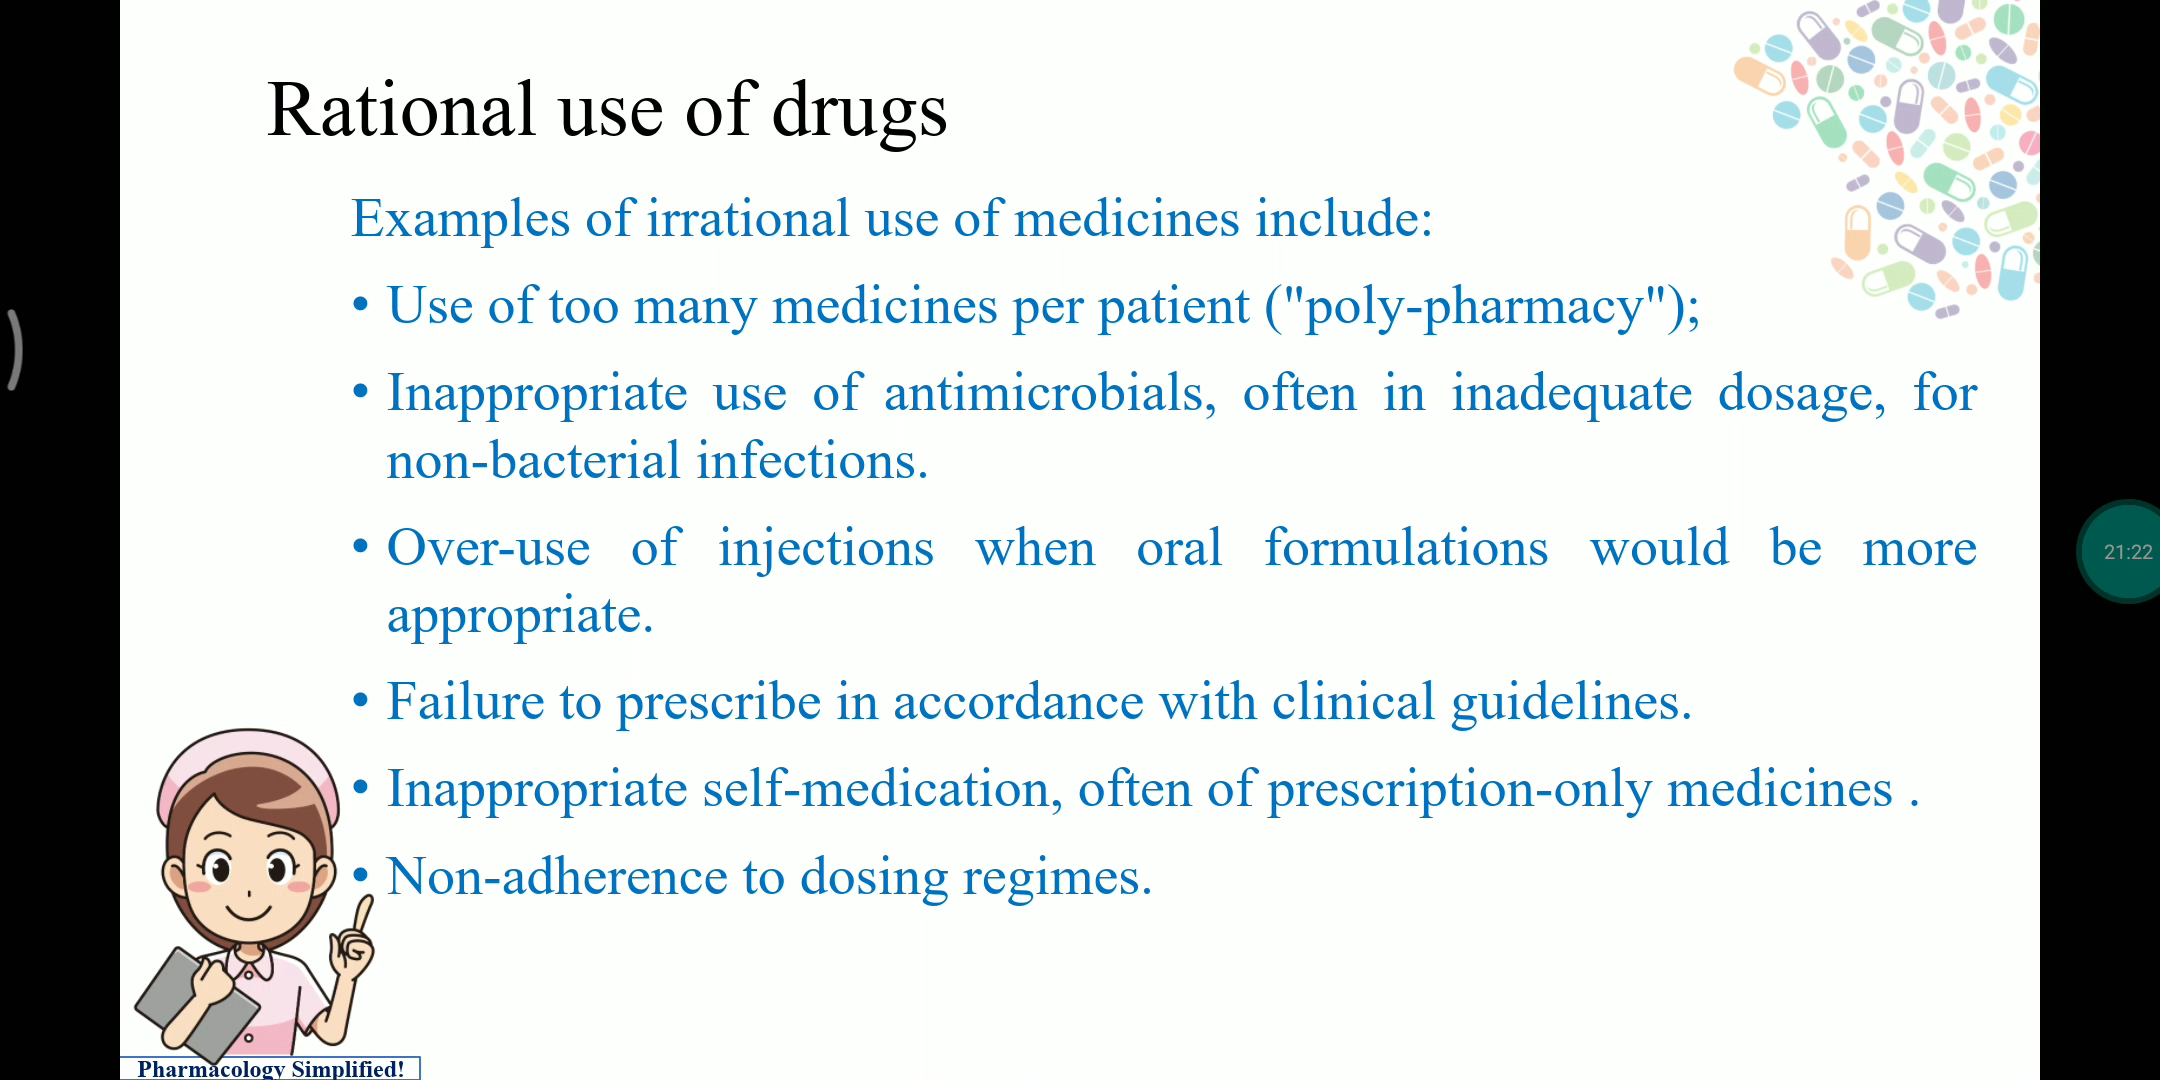 Rational use of drugs
Examples of irrational use of medicines include:
• Use of too many medicines per patient ("poly-pharmacy");
• Inappropriate use of antimicrobials, often in inadequate dosage, for
non-bacterial infections.
• Over-use of injections when oral formulations would be more
appropriate.
• Failure to prescribe in accordance with clinical guidelines.
• Inappropriate self-medication, often of prescription-only medicines .
• Non-adherence to dosing regimes.
21:22
Pharmacology Simplified!